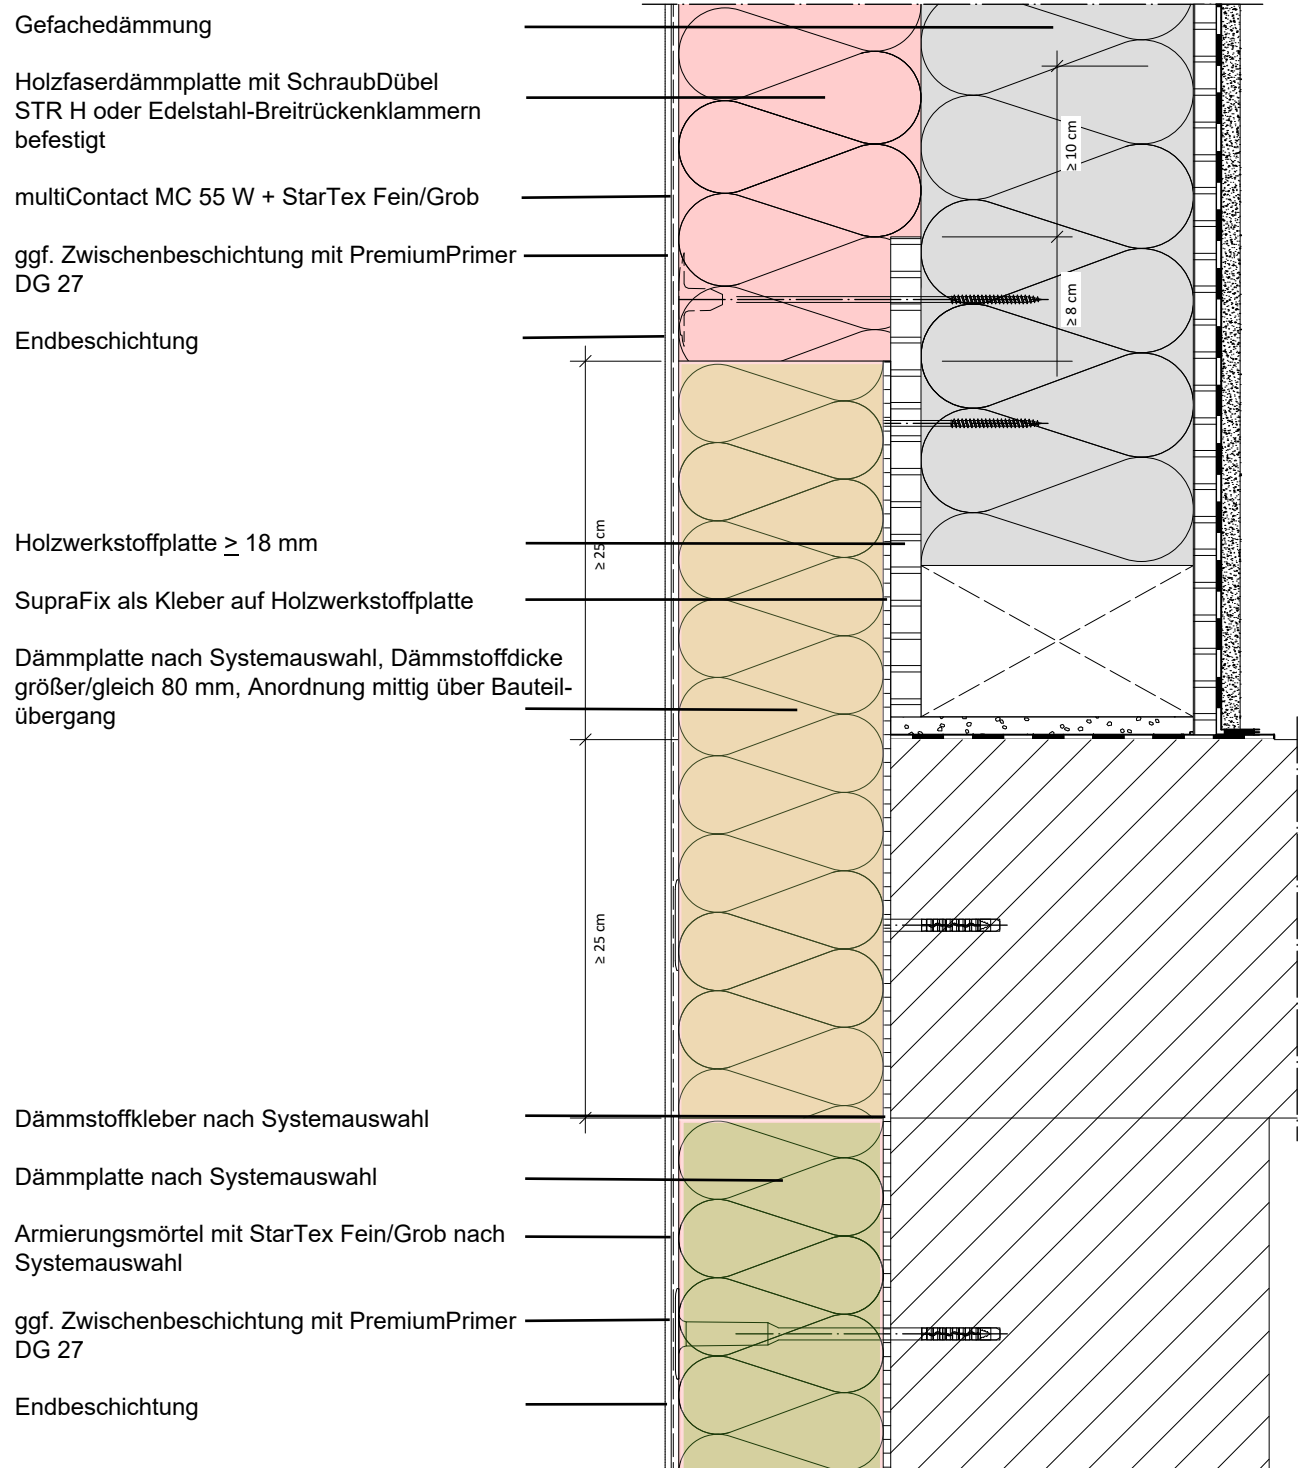 Gefachedämmung
Holzfaserdämmplatte mit SchraubDübel
STR H oder Edelstahl-Breitrückenklammern
befestigt
multiContact MC 55 W + StarTex Fein/Grob
ggf. Zwischenbeschichtung mit PremiumPrimer
DG 27
Endbeschichtung
≥ 10 cm
≥ 8 cm
≥ 25 cm
Holzwerkstoffplatte ≥ 18 mm
SupraFix als Kleber auf Holzwerkstoffplatte
Dämmplatte nach Systemauswahl, Dämmstoffdicke
größer/gleich 80 mm, Anordnung mittig über Bauteil-
übergang
≥ 25 cm
Dämmstoffkleber nach Systemauswahl
Dämmplatte nach Systemauswahl
Armierungsmörtel mit StarTex Fein/Grob nach
Systemauswahl
ggf. Zwischenbeschichtung mit PremiumPrimer
DG 27
Endbeschichtung